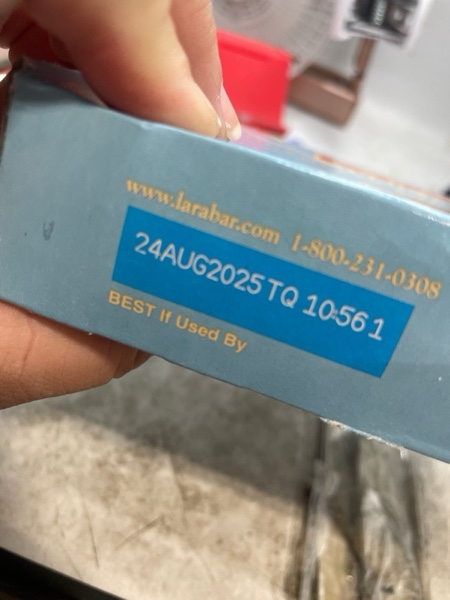 www.larabar.com 1-800-231-0308
24AUG2025 TQ 10:56 1
BEST If Used By